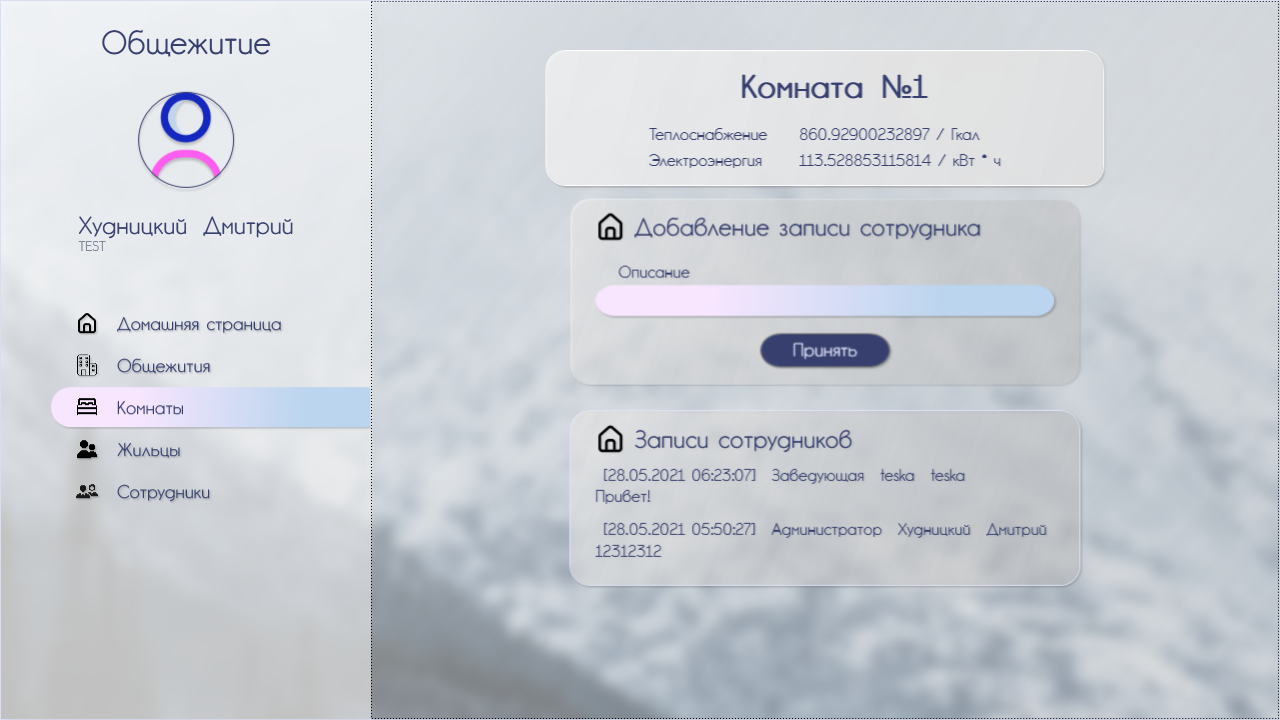 Общежитие
Худницкий Дмитрий
TEST
Домашняя страница
Общежития
Комнаты
Жильцы
Сотрудники
Комната №1
Теплоснабжение 860.92900232897 / Гкал
Электроэнергия 113.528853115814 / кВт * ч
Добавление записи сотрудника
Описание
Принять
Записи сотрудников
[28.05.2021 06:23:07] Заведующая teska teska
Привет!
[28.05.2021 05:50:27] Администратор Худницкий Дмитрий
12312312